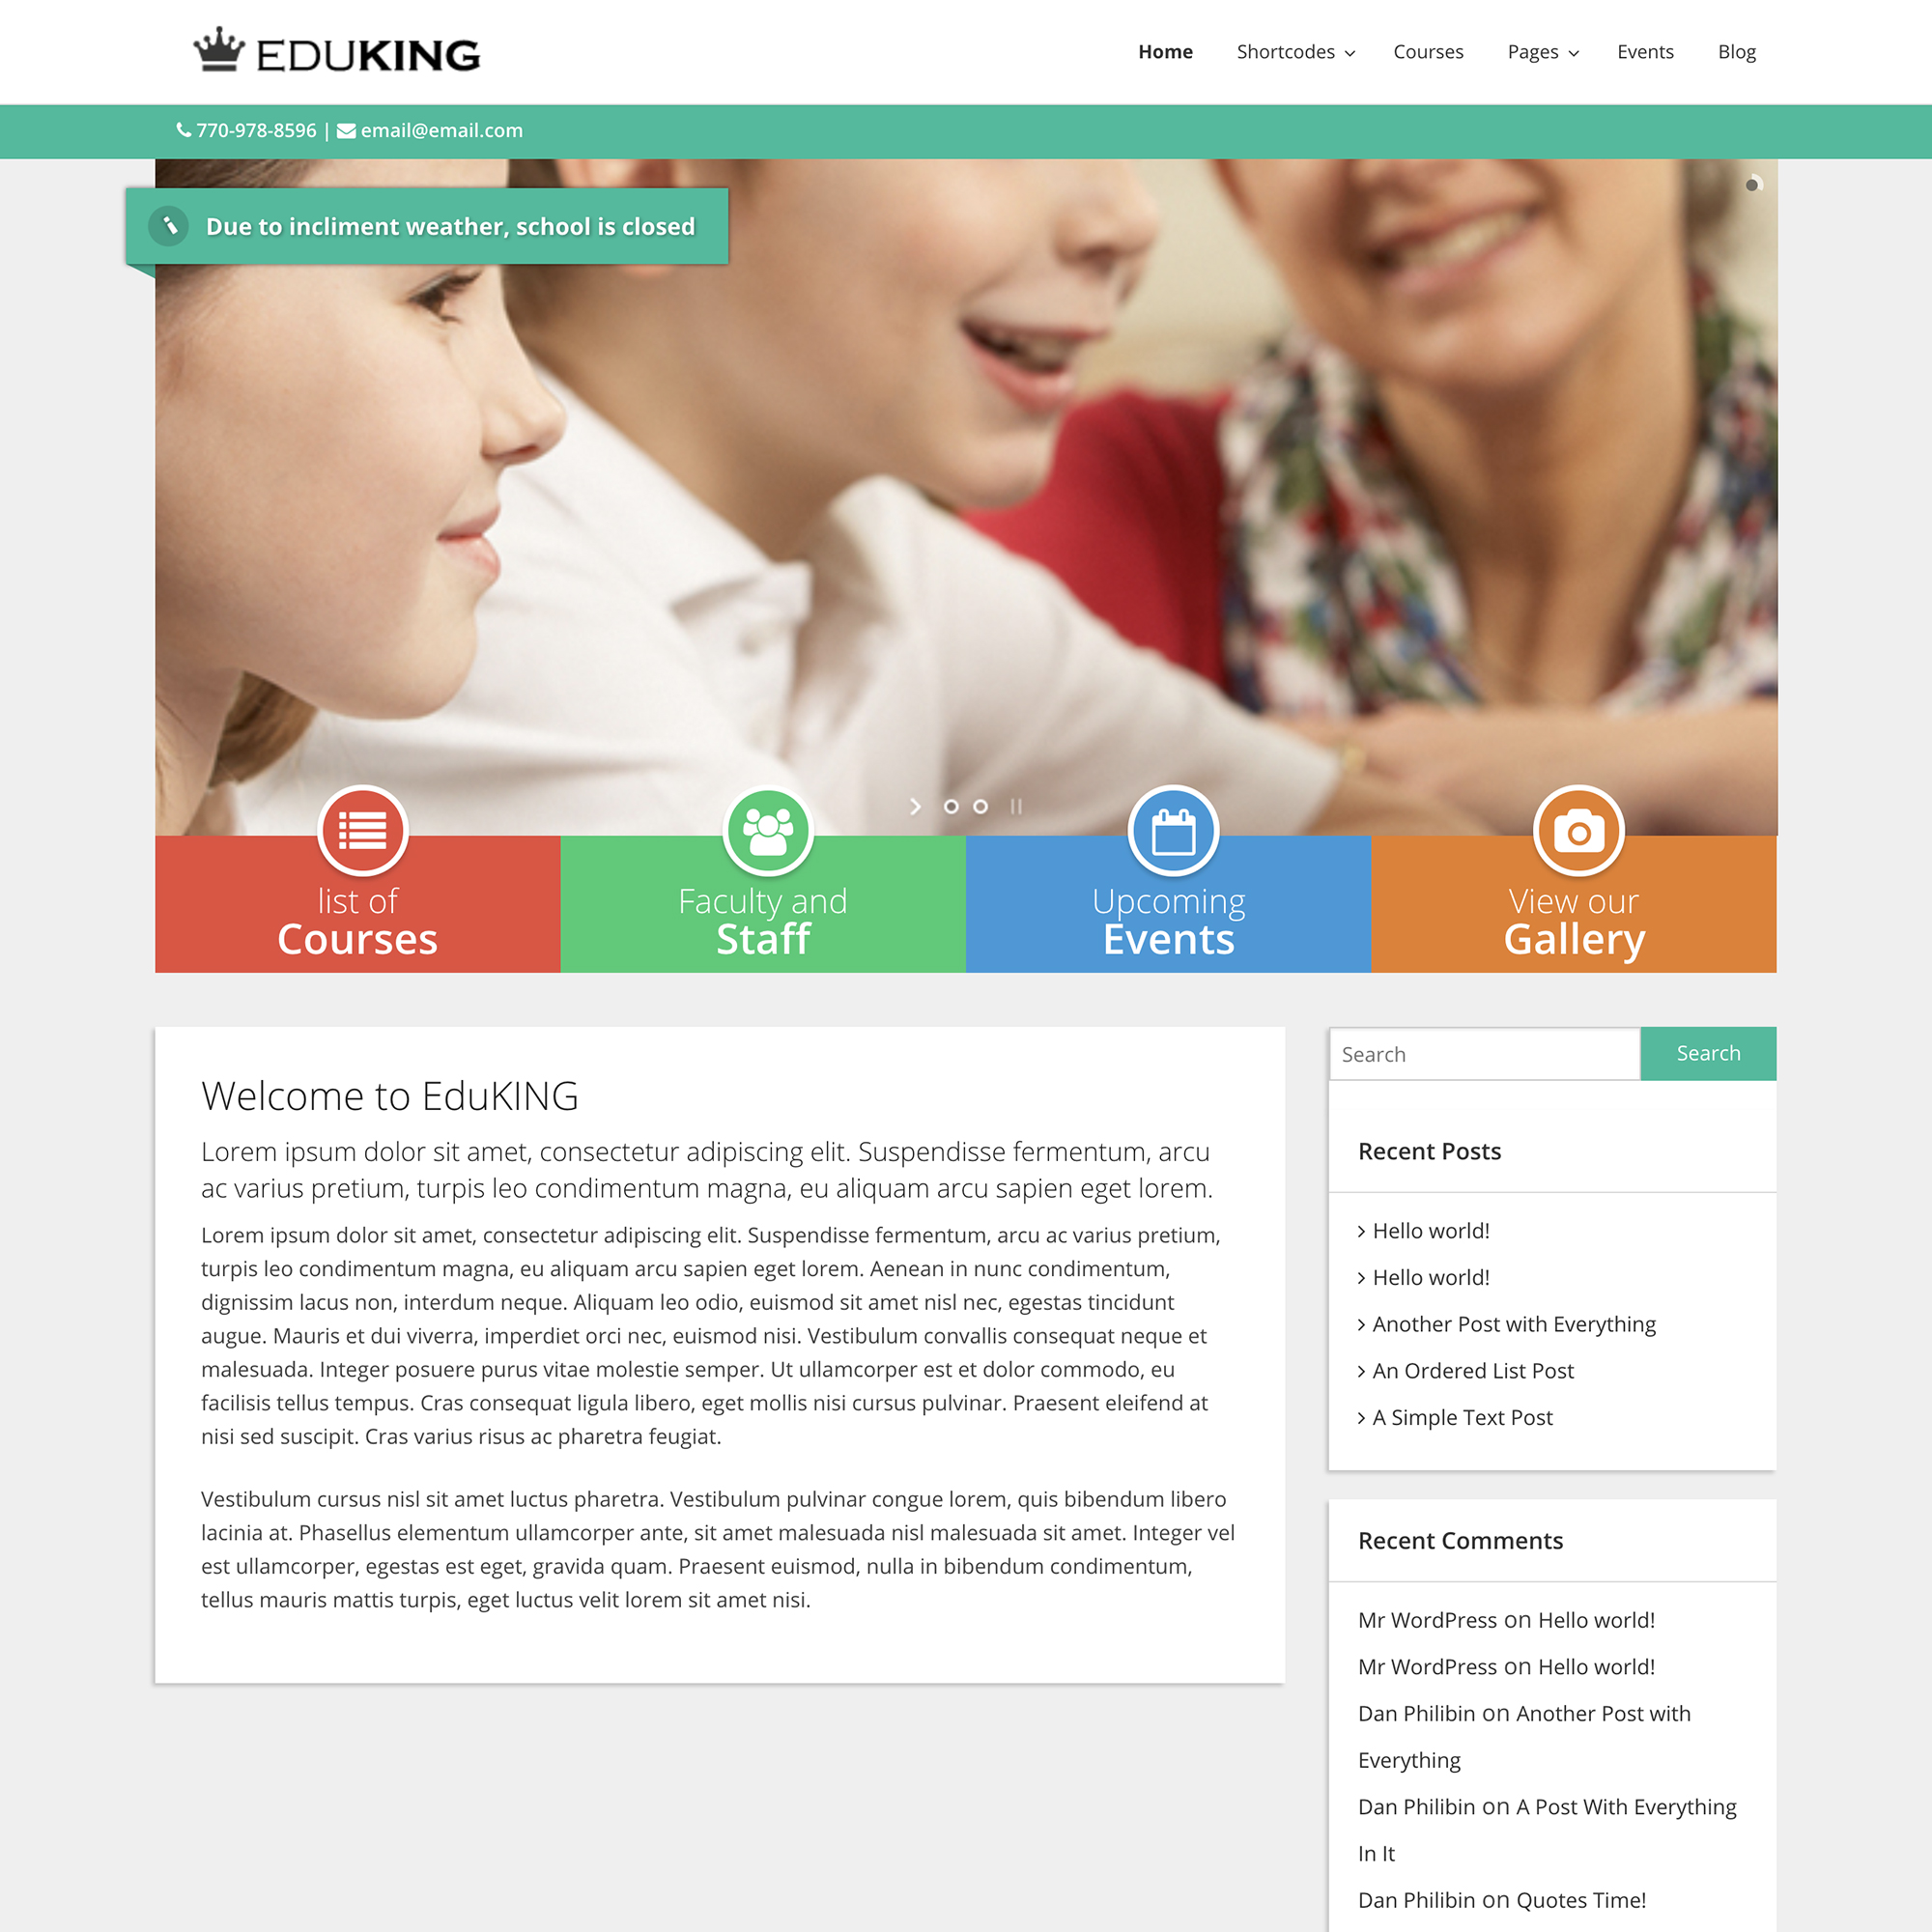 EDUKING
Home Shortcodes Courses Pages Events Blog
770-978-8596 | email@email.com
Due to incliment weather, school is closed
list of
Courses
Faculty and
Staff
Upcoming
Events
View our
Gallery
Welcome to EduKING
Lorem ipsum dolor sit amet, consectetur adipiscing elit. Suspendisse fermentum, arcu
ac varius pretium, turpis leo condimentum magna, eu aliquam arcu sapien eget lorem.
Lorem ipsum dolor sit amet, consectetur adipiscing elit. Suspendisse fermentum, arcu ac varius pretium,
turpis leo condimentum magna, eu aliquam arcu sapien eget lorem. Aenean in nunc condimentum,
dignissim lacus non, interdum neque. Aliquam leo odio, euismod sit amet nisl nec, egestas tincidunt
augue. Mauris et dui viverra, imperdiet orci nec, euismod nisi. Vestibulum convallis consequat neque et
malesuada. Integer posuere purus vitae molestie semper. Ut ullamcorper est et dolor commodo, eu
facilisis tellus tempus. Cras consequat ligula libero, eget mollis nisi cursus pulvinar. Praesent eleifend at
nisi sed suscipit. Cras varius risus ac pharetra feugiat.
Vestibulum cursus nisl sit amet luctus pharetra. Vestibulum pulvinar congue lorem, quis bibendum libero
lacinia at. Phasellus elementum ullamcorper ante, sit amet malesuada nisl malesuada sit amet. Integer vel
est ullamcorper, egestas est eget, gravida quam. Praesent euismod, nulla in bibendum condimentum,
tellus mauris mattis turpis, eget luctus velit lorem sit amet nisi.
Search Search
Recent Posts
Hello world!
Hello world!
Another Post with Everything
An Ordered List Post
A Simple Text Post
Recent Comments
Mr WordPress on Hello world!
Mr WordPress on Hello world!
Dan Philibin on Another Post with
Everything
Dan Philibin on A Post With Everything
In It
Dan Philibin on Quotes Time!